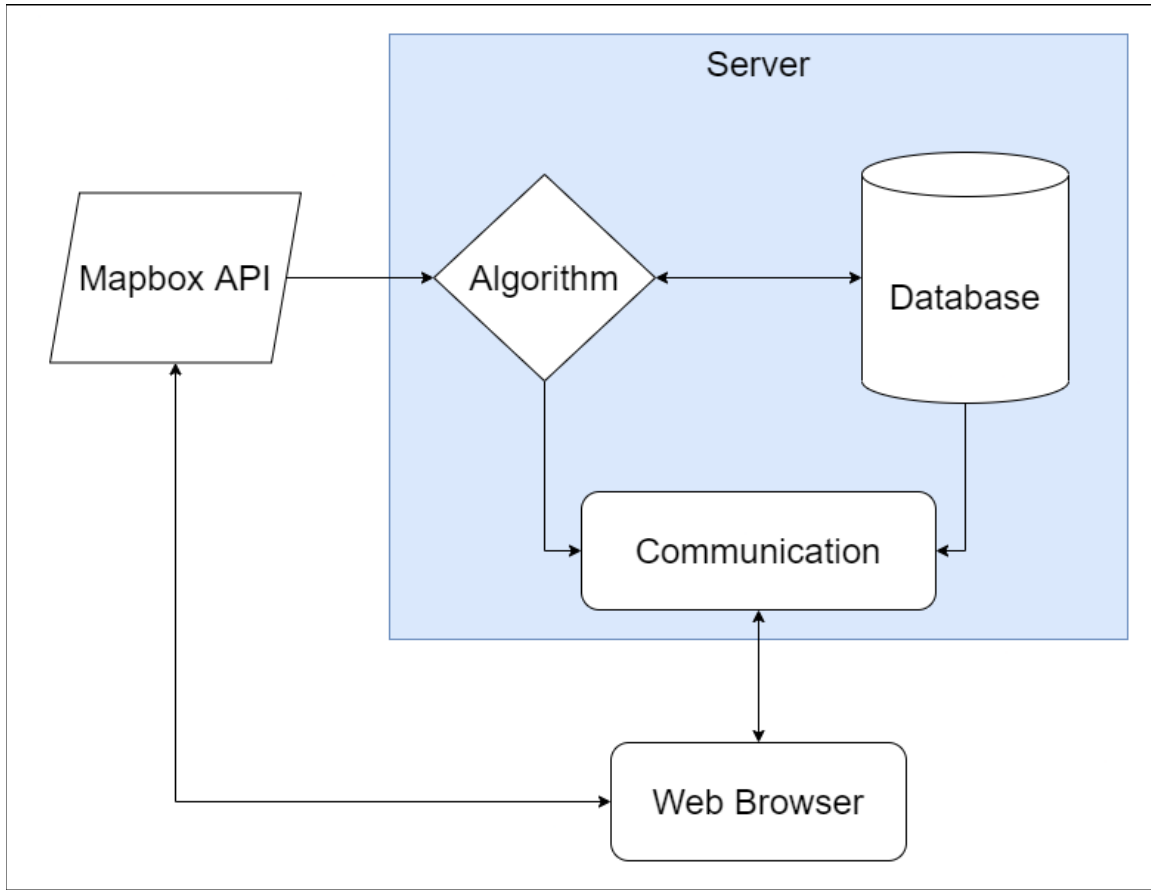 Server
Mapbox API
Algorithm
Database
Communication
Web Browser